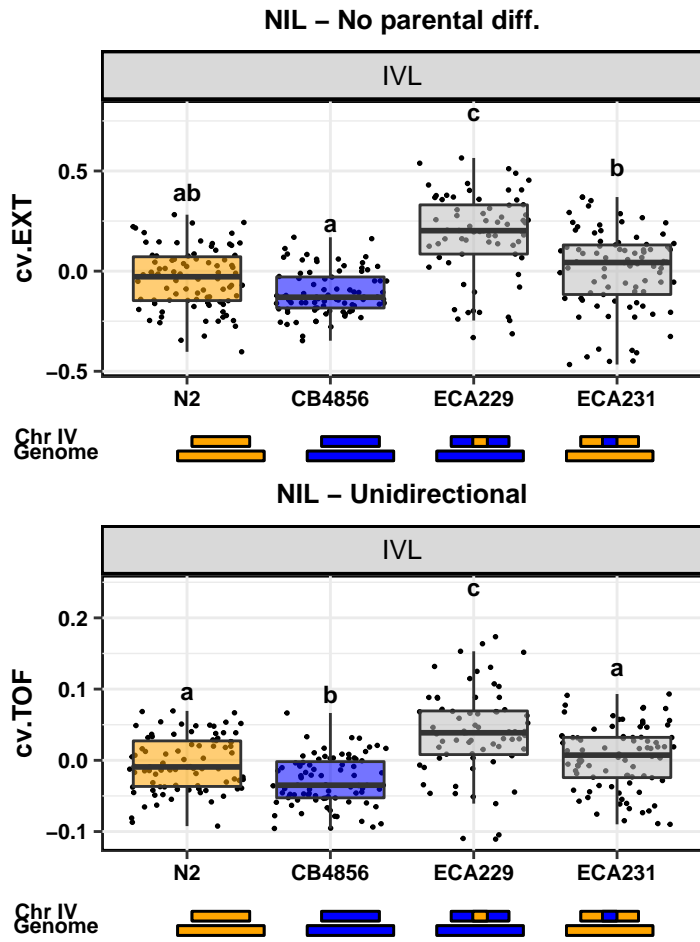 NIL – No parental diff.
IVL
cv.EXT
0.5
0.0
−0.5
ab
a
c
b
N2 CB4856 ECA229 ECA231
Chr IV
Genome
NIL – Unidirectional
IVL
cv.TOF
0.2
0.1
0.0
−0.1
a
b
c
a
N2 CB4856 ECA229 ECA231
Chr IV
Genome